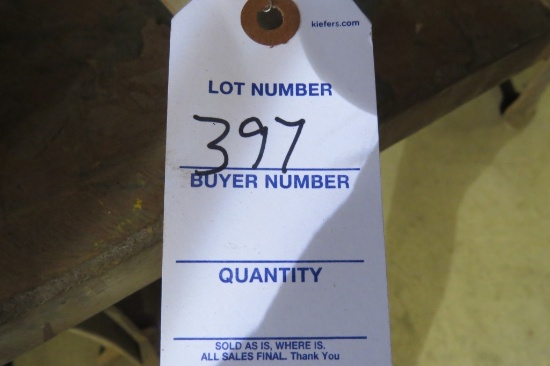 kiefers.com
LOT NUMBER
397
BUYER NUMBER
QUANTITY
SOLD AS IS, WHERE IS.
ALL SALES FINAL. Thank You